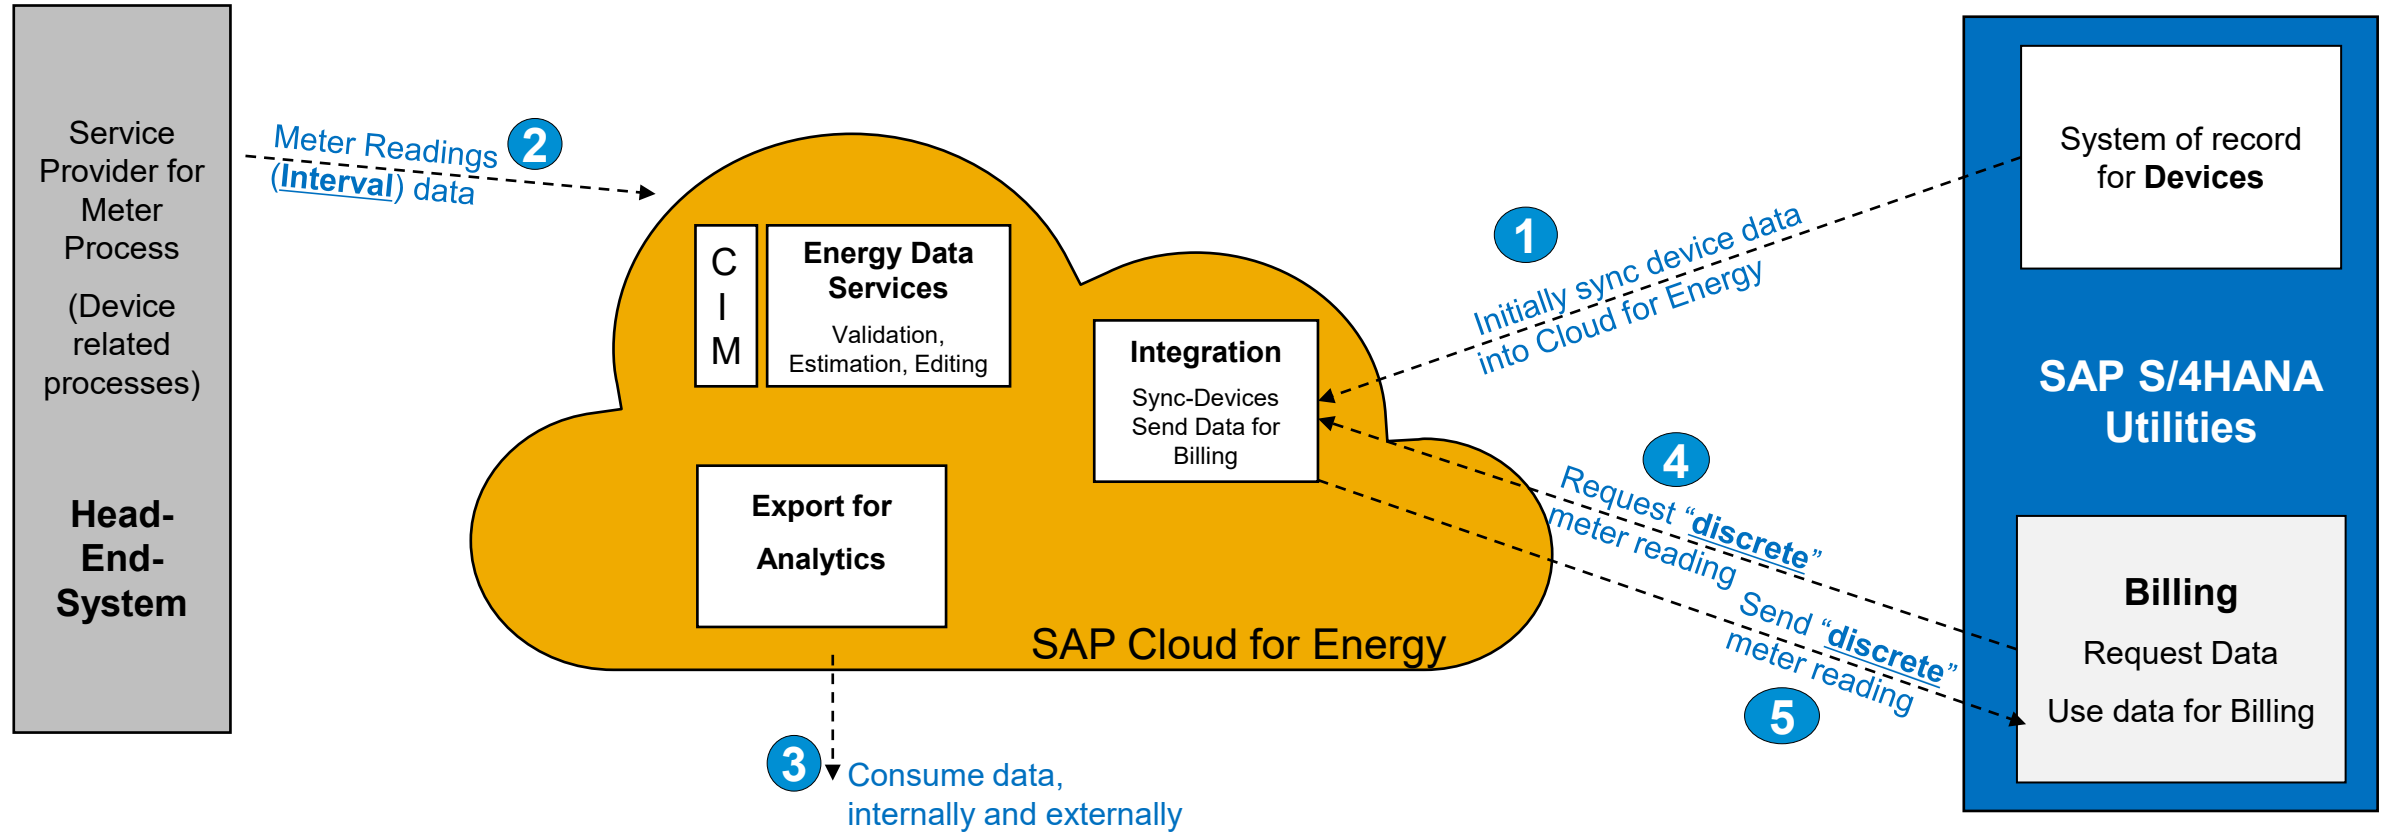 Service
Provider for
Meter
Process
(Device
related
processes)
Head-
End-
System
Meter Readings
(Interval) data
2
C
I
M
Energy Data
Services
Validation,
Estimation, Editing
Export for
Analytics
Integration
Sync-Devices
Send Data for
Billing
SAP Cloud for Energy
3
Consume data,
internally and externally
1
Initially sync device data
into Cloud for Energy
4
Request “discrete”
meter reading
Send “discrete”
meter reading
5
System of record
for Devices
SAP S/4HANA
Utilities
Billing
Request Data
Use data for Billing